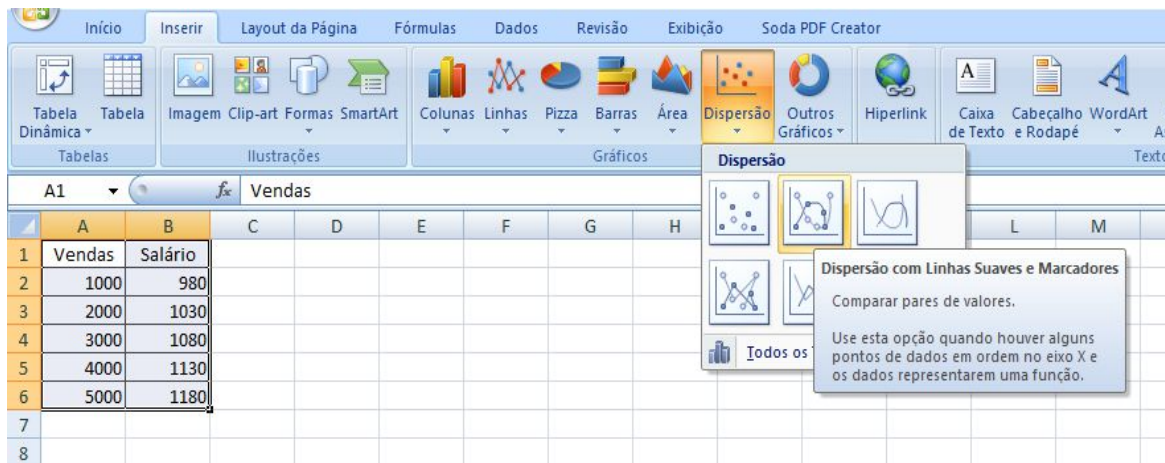 Início Inserir Layout da Página Fórmulas Dados Revisão Exibição Soda PDF Creator
Tabela Dinâmica Tabela Imagem Clip-art Formas SmartArt Colunas Linhas Pizza Barras Área Dispersão Outros Gráficos Hiperlink Caixa de Texto Cabeçalho e Rodapé WordArt
Tabelas Ilustrações Gráficos Texto
A1 fx Vendas
A B C D E F G H L M
1 Vendas Salário
2 1000 980
3 2000 1030
4 3000 1080
5 4000 1130
6 5000 1180
7
8
Dispersão
Todos os
Dispersão com Linhas Suaves e Marcadores
Comparar pares de valores.
Use esta opção quando houver alguns
pontos de dados em ordem no eixo X e
os dados representarem uma função.